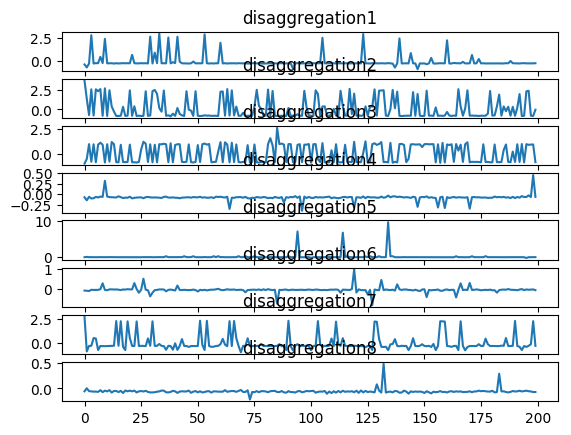 disaggregation1
2.5
0.0
disaggregation2
2.5
0.0
disaggregation3
2.5
0.0
disaggregation4
0.50
0.25
0.00
−0.25
disaggregation5
10
0
disaggregation6
1
0
disaggregation7
2.5
0.0
disaggregation8
0.5
0.0
0 25 50 75 100 125 150 175 200